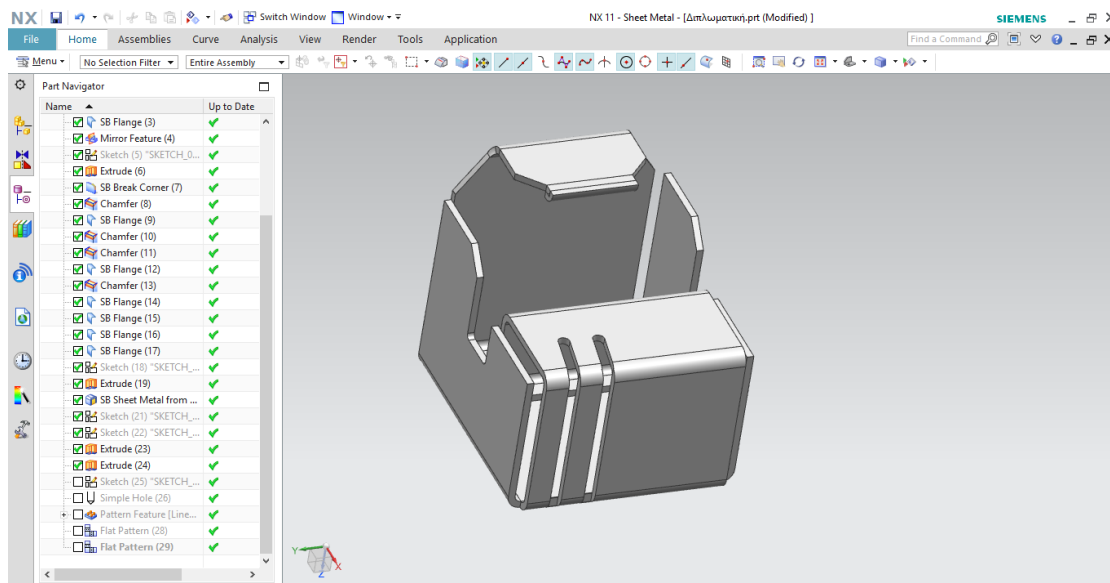 NX Switch Window Window NX 11 - Sheet Metal - [Διπλωματική.prt (Modified) ] SIEMENS
File Home Assemblies Curve Analysis View Render Tools Application Find a Command
Menu No Selection Filter Entire Assembly
Part Navigator
Name Up to Date
SB Flange (3)
Mirror Feature (4)
Sketch (5) "SKETCH_0...
Extrude (6)
SB Break Corner (7)
Chamfer (8)
SB Flange (9)
Chamfer (10)
Chamfer (11)
SB Flange (12)
Chamfer (13)
SB Flange (14)
SB Flange (15)
SB Flange (16)
SB Flange (17)
Sketch (18) "SKETCH_...
Extrude (19)
SB Sheet Metal from ...
Sketch (21) "SKETCH_...
Sketch (22) "SKETCH_...
Extrude (23)
Extrude (24)
Sketch (25) "SKETCH_...
Simple Hole (26)
Pattern Feature [Line...
Flat Pattern (28)
Flat Pattern (29)
Y
X
Z